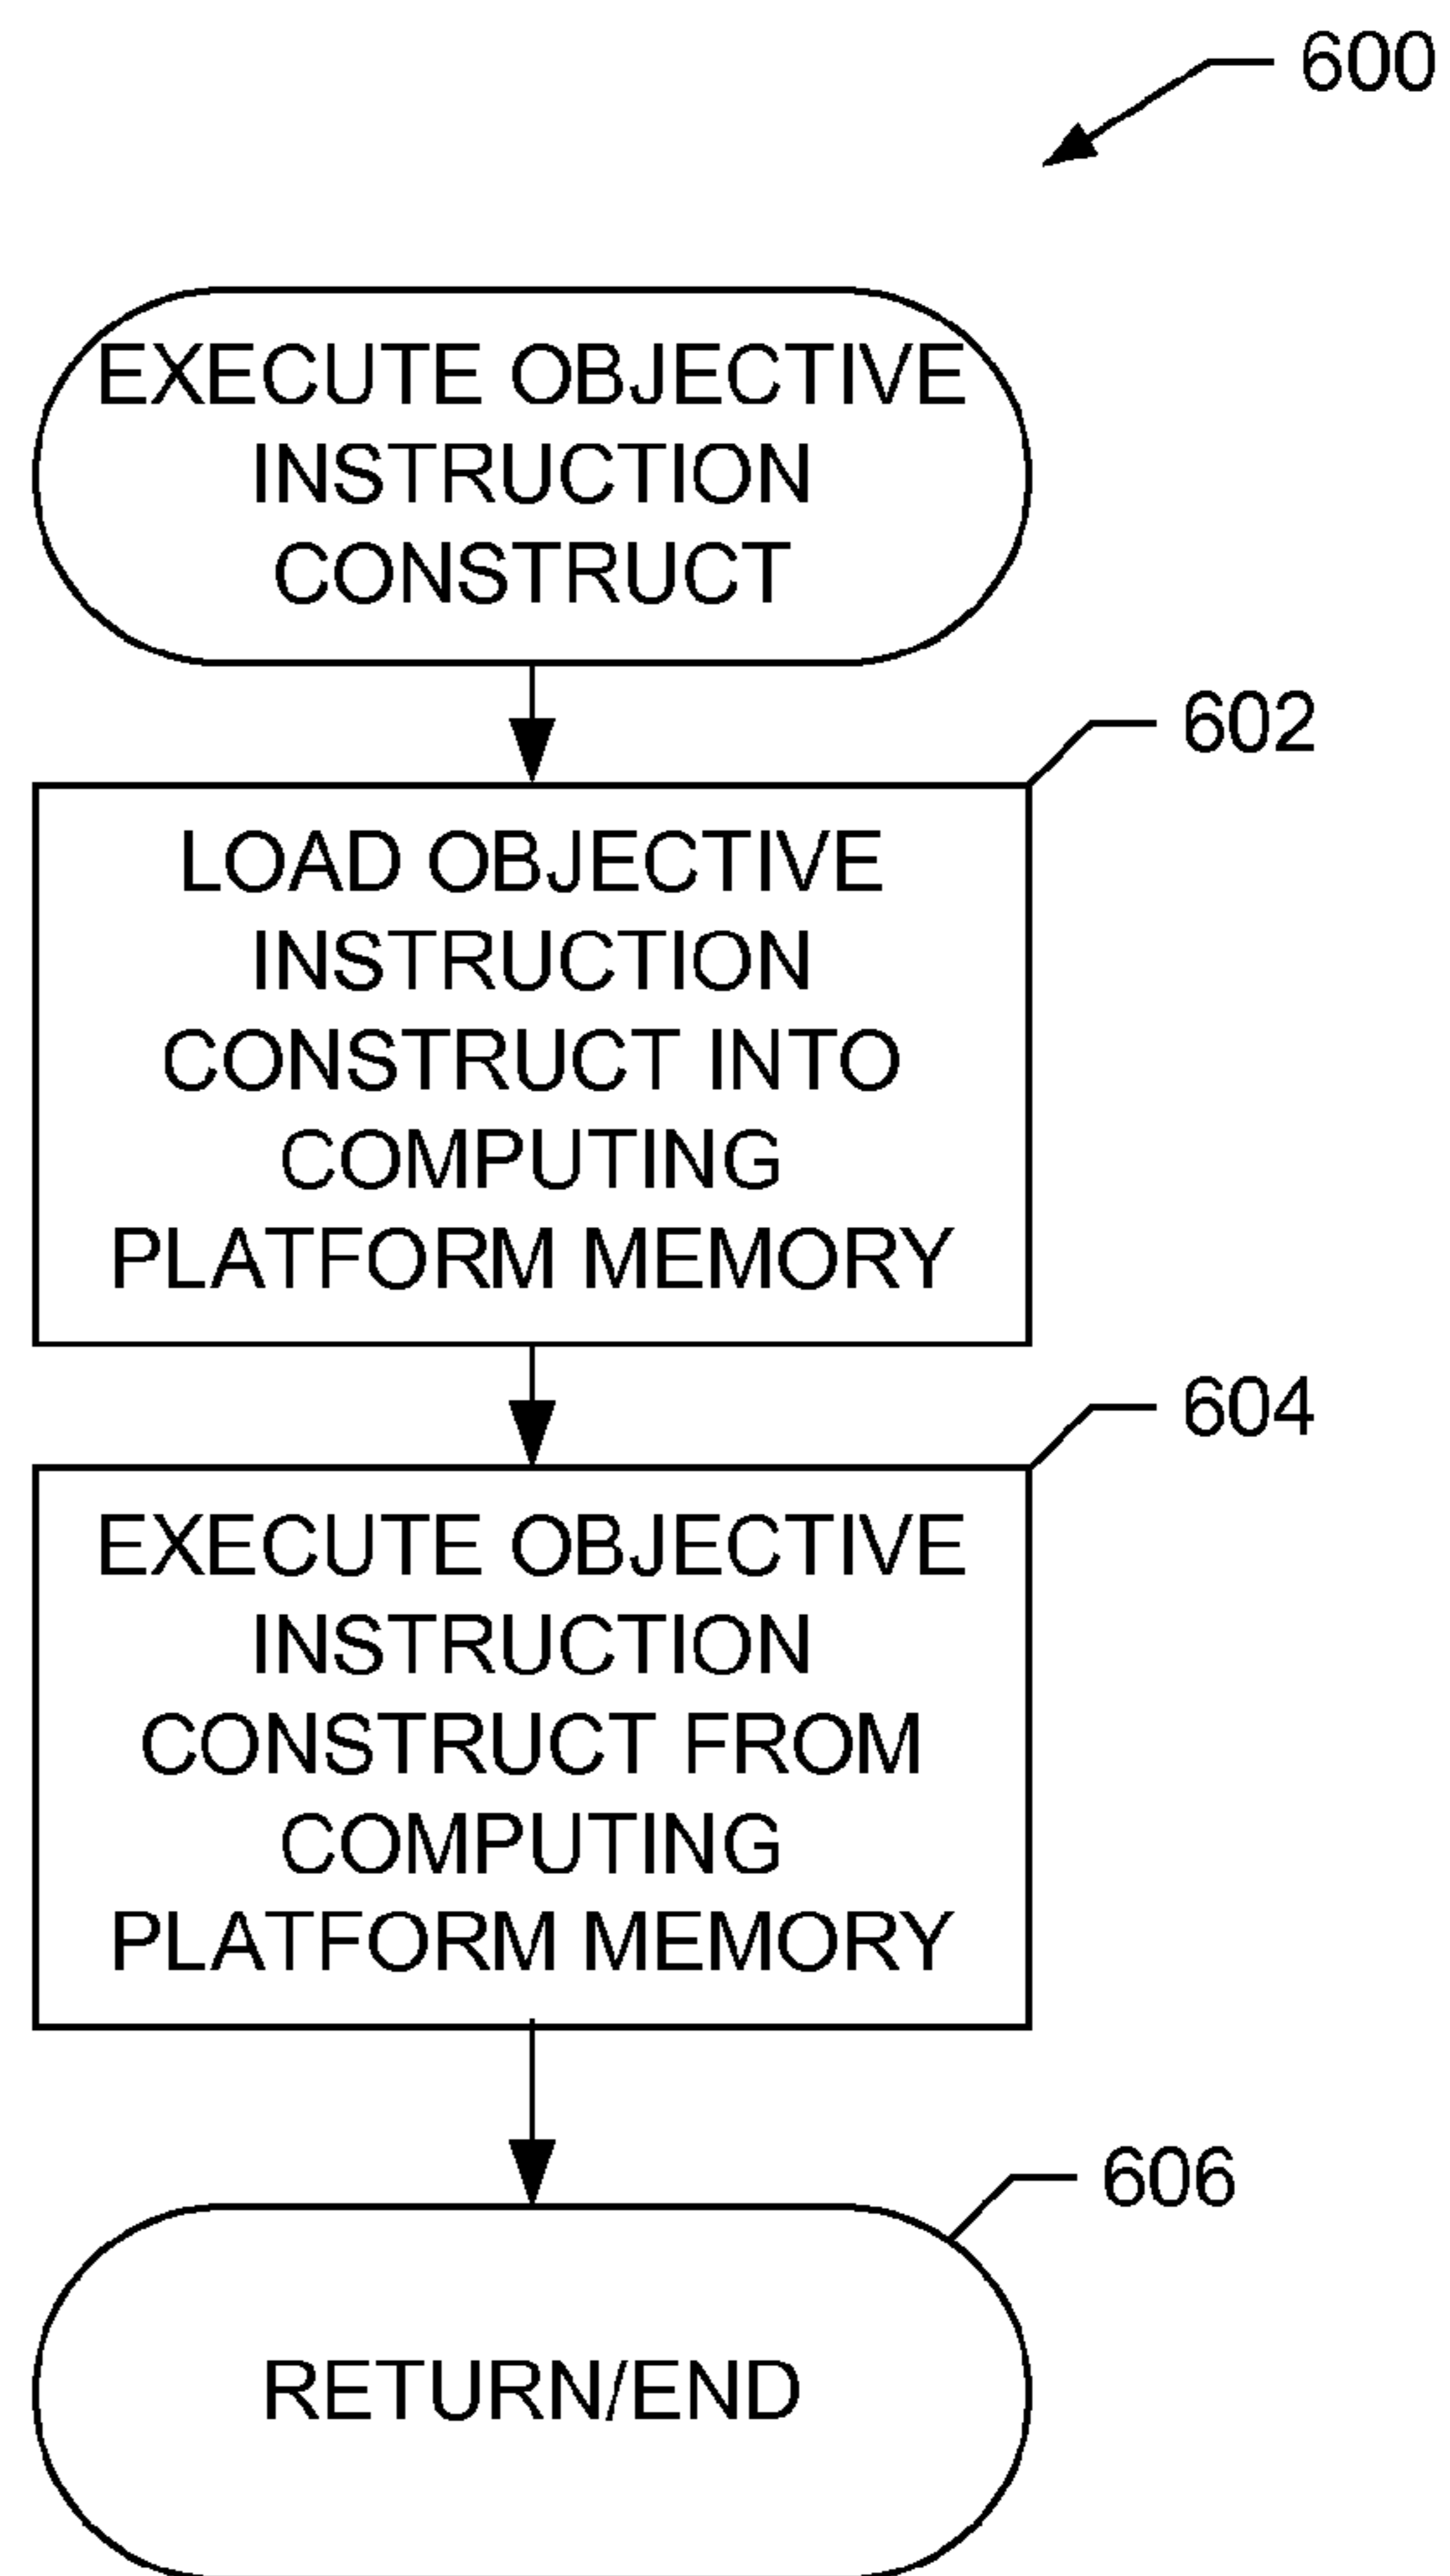 600
EXECUTE OBJECTIVE
INSTRUCTION
CONSTRUCT
602
LOAD OBJECTIVE
INSTRUCTION
CONSTRUCT INTO
COMPUTING
PLATFORM MEMORY
604
EXECUTE OBJECTIVE
INSTRUCTION
CONSTRUCT FROM
COMPUTING
PLATFORM MEMORY
606
RETURN/END